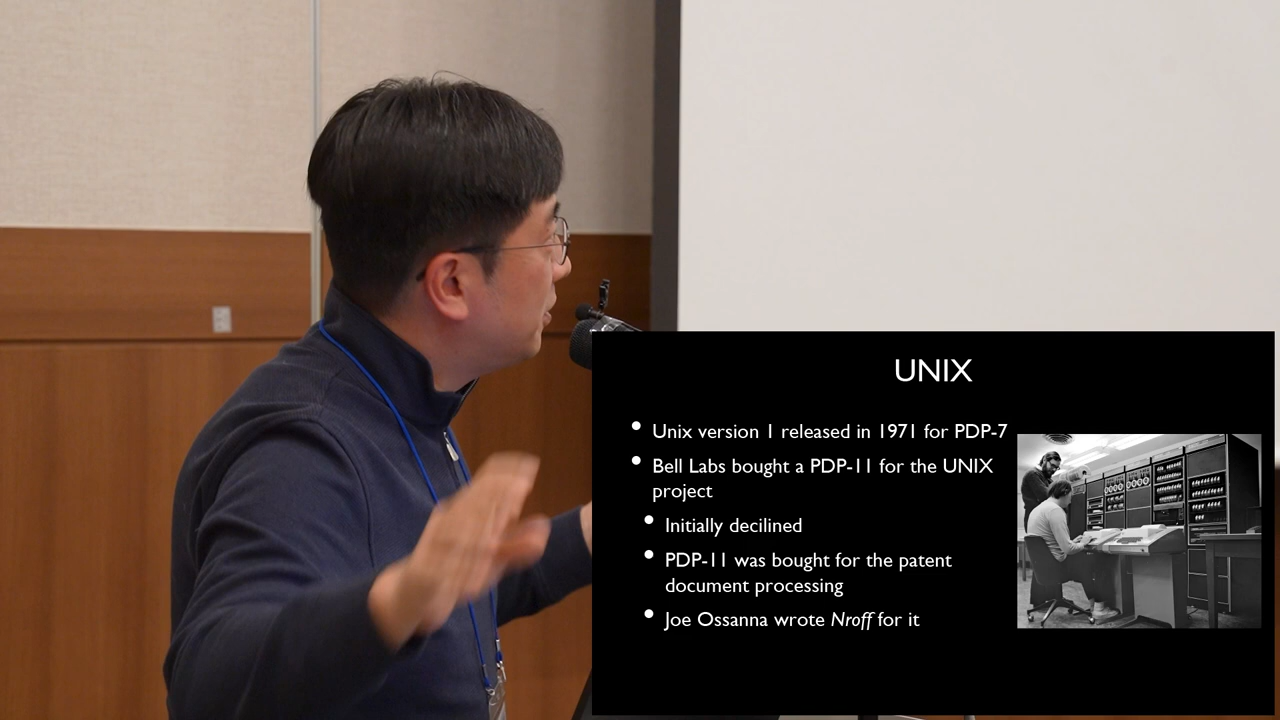 UNIX
Unix version 1 released in 1971 for PDP-7
Bell Labs bought a PDP-11 for the UNIX
project
Initially decilined
PDP-11 was bought for the patent
document processing
Joe Ossanna wrote Nroff for it